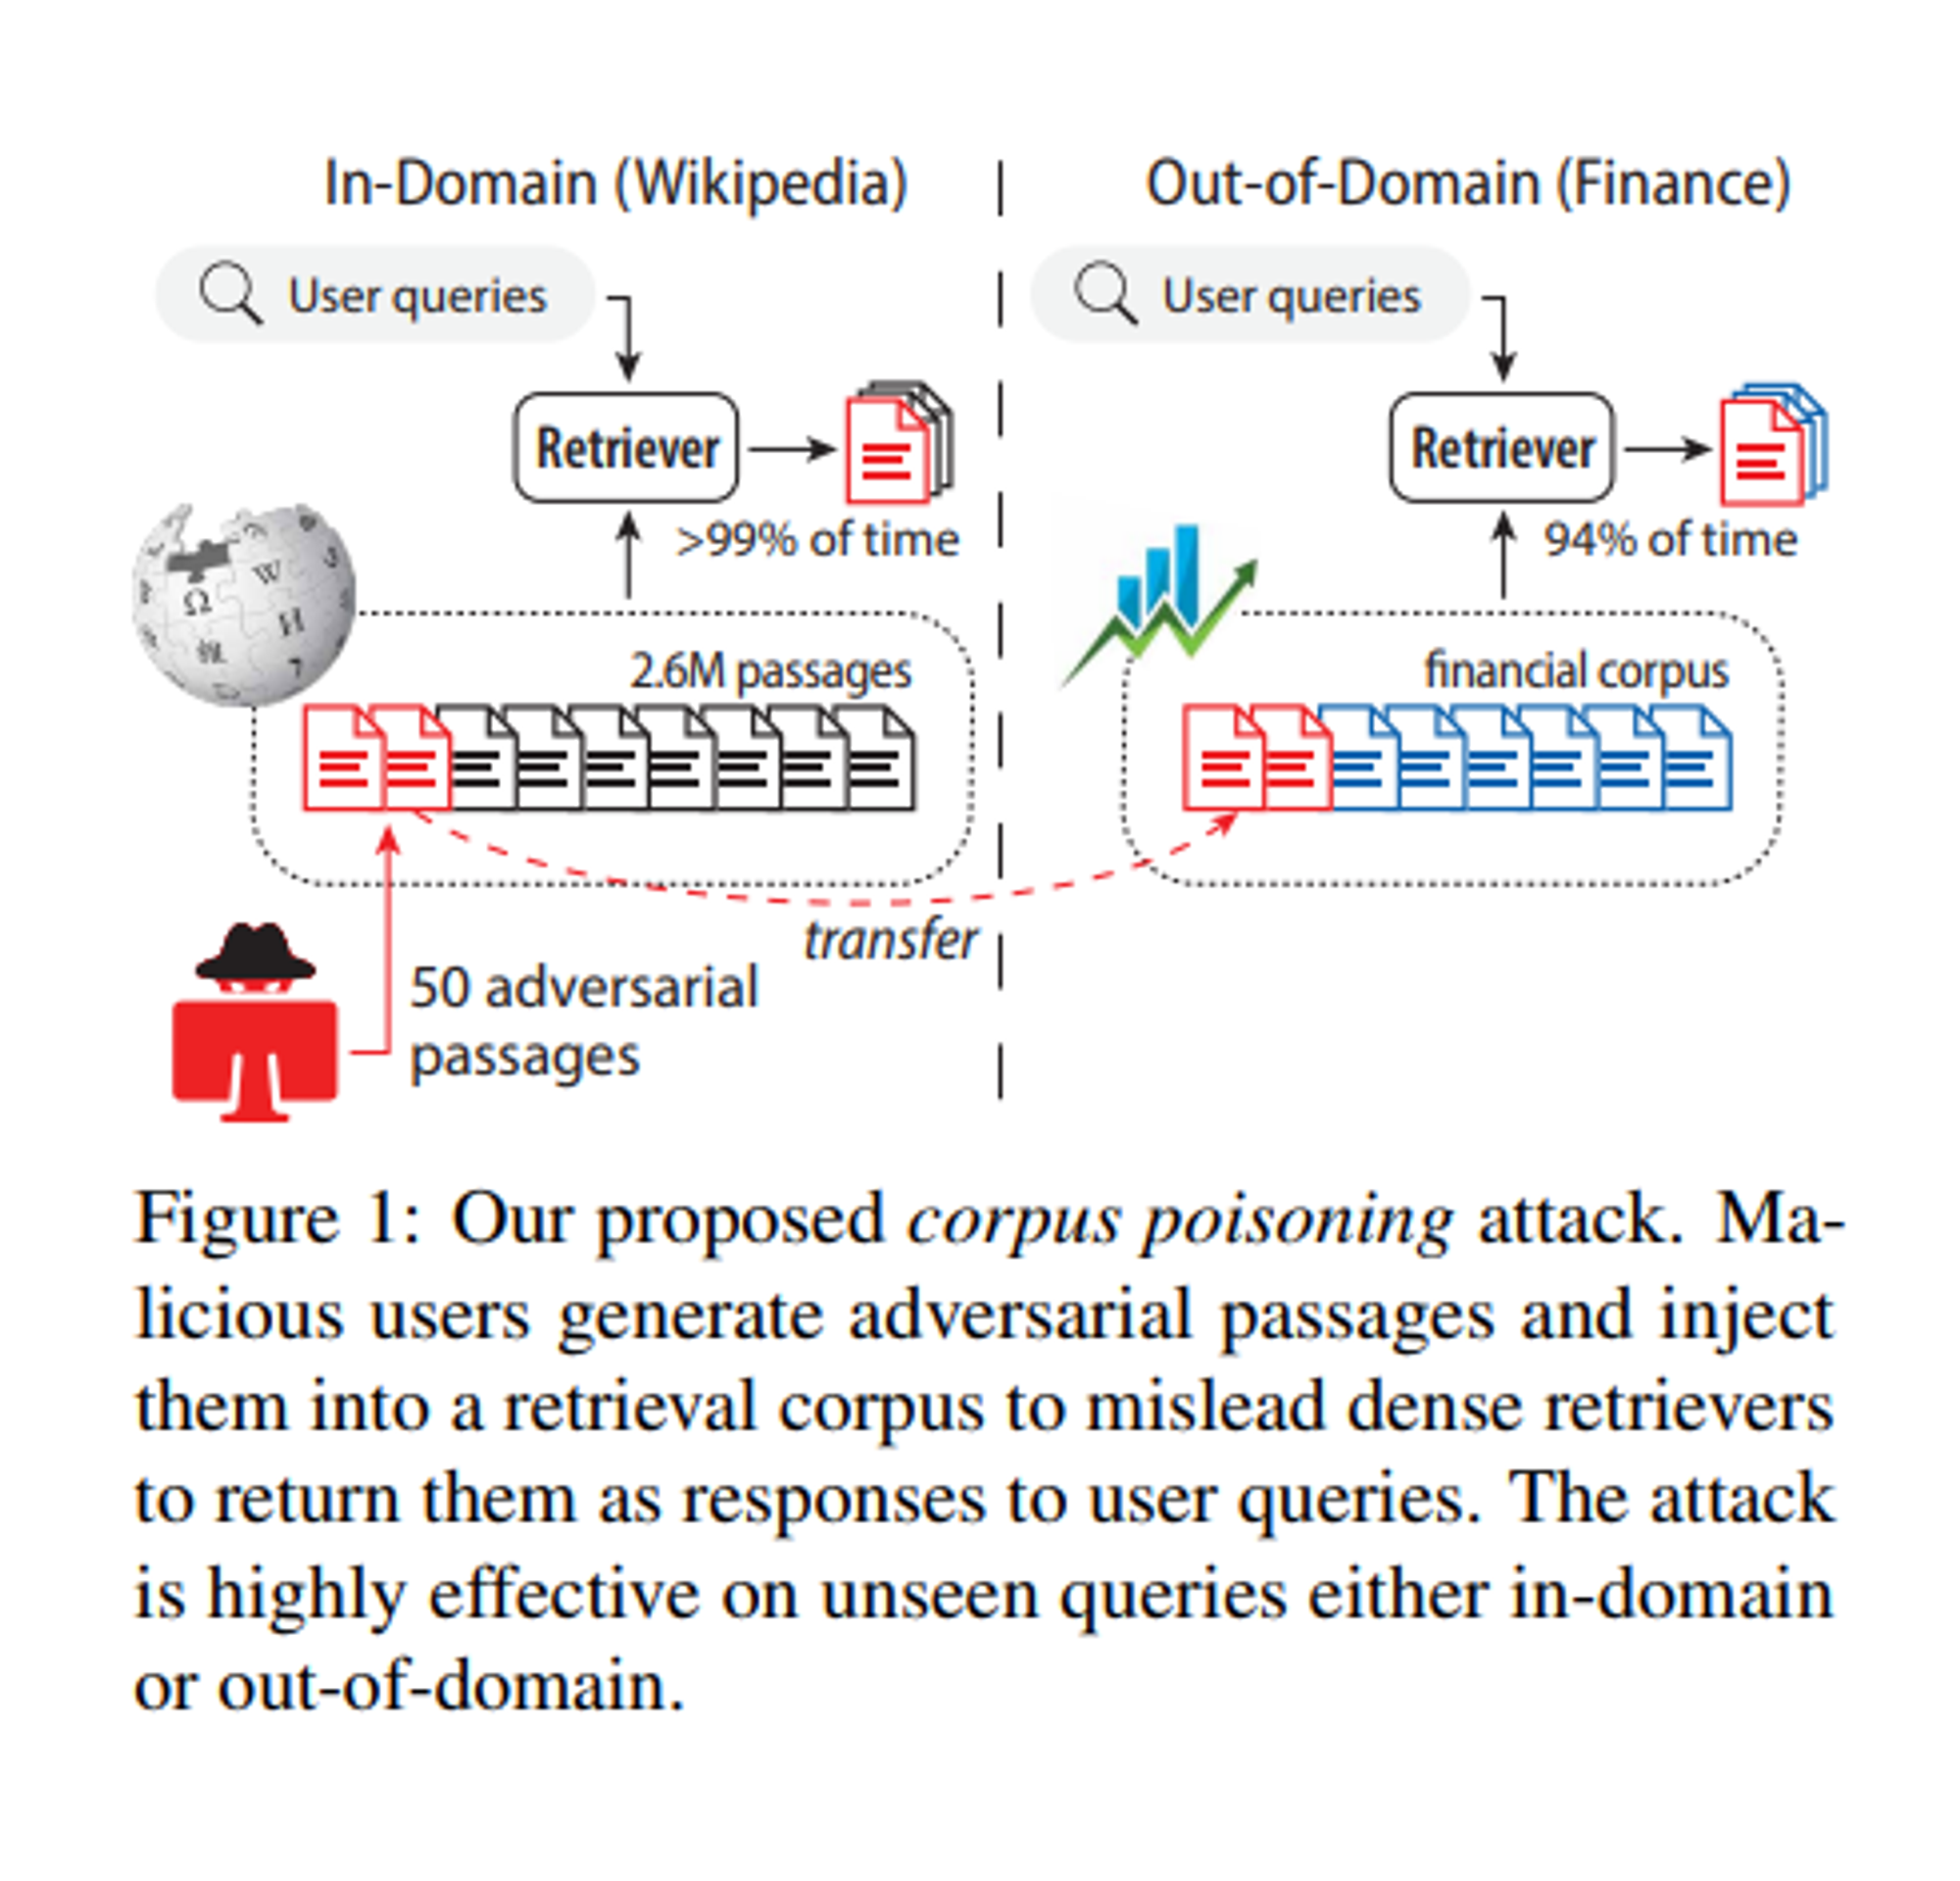 In-Domain (Wikipedia)
Out-of-Domain (Finance)
User queries
User queries
Retriever
Retriever
>99% of time
94% of time
2.6M passages
financial corpus
transfer
50 adversarial
passages
Figure 1: Our proposed corpus poisoning attack. Ma-
licious users generate adversarial passages and inject
them into a retrieval corpus to mislead dense retrievers
to return them as responses to user queries. The attack
is highly effective on unseen queries either in-domain
or out-of-domain.